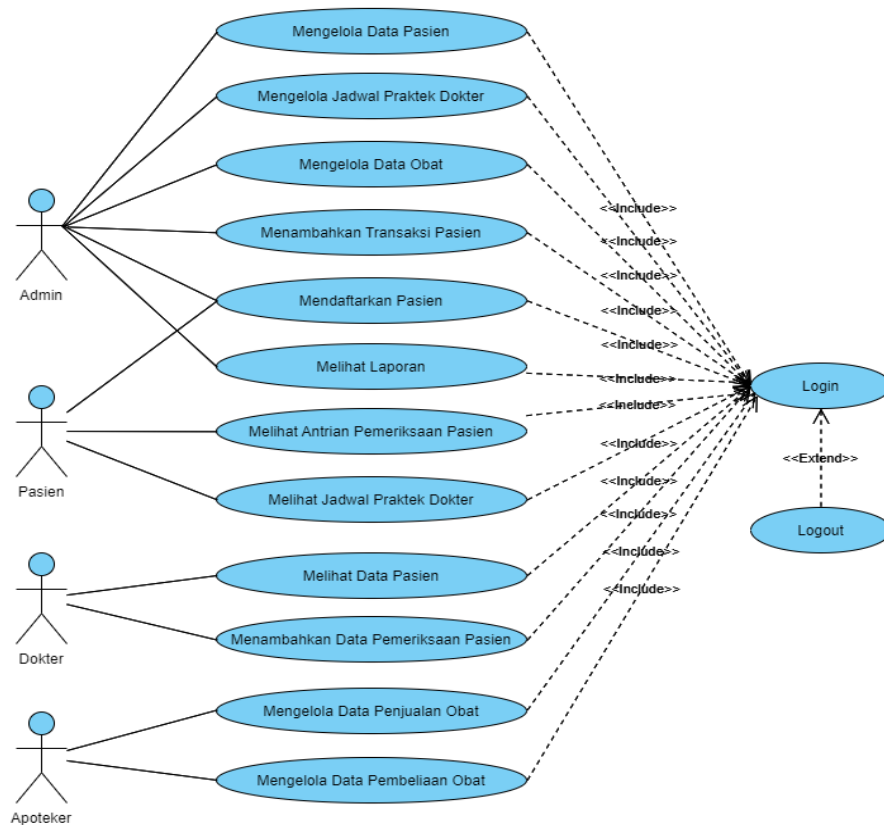 Mengelola Data Pasien
Mengelola Jadwal Praktek Dokter
Mengelola Data Obat
Menambahkan Transaksi Pasien
Mendaftarkan Pasien
Melihat Laporan
Melihat Antrian Pemeriksaan Pasien
Melihat Jadwal Praktek Dokter
Melihat Data Pasien
Menambahkan Data Pemeriksaan Pasien
Mengelola Data Penjualan Obat
Mengelola Data Pembeliaan Obat
Admin
Pasien
Dokter
Apoteker
<<Include>>
<<Include>>
<<Include>>
<<Include>>
<<Include>>
<<Include>>
<<Include>>
<<Include>>
<<Include>>
<<Include>>
<<Include>>
<<Include>>
Login
<<Extend>>
Logout